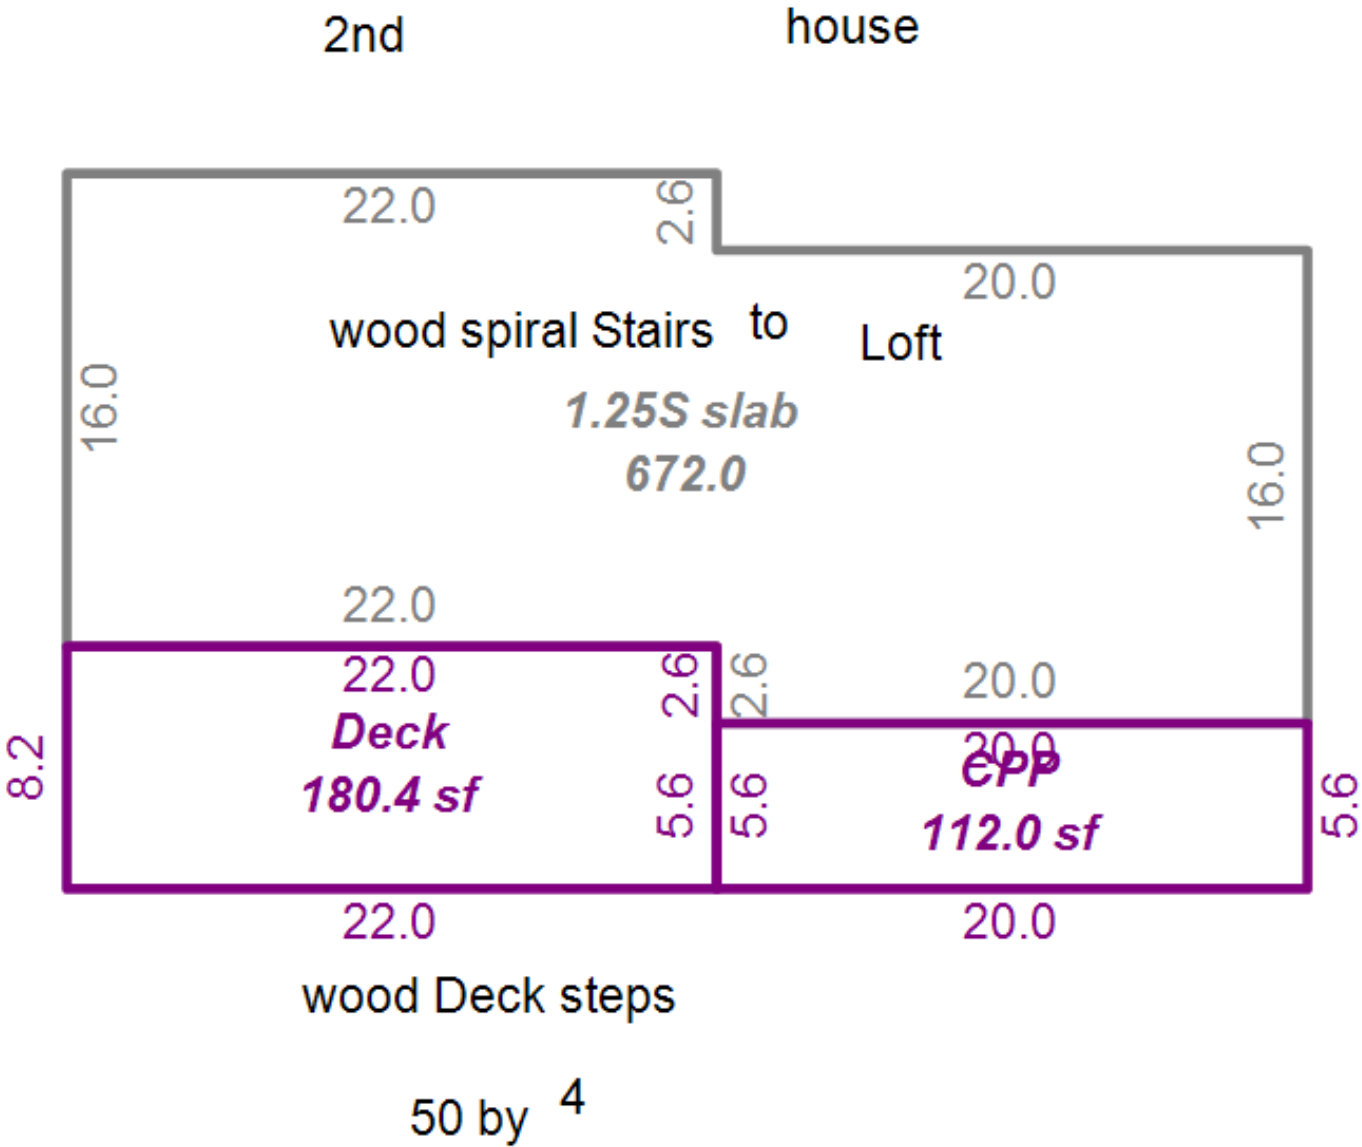 2nd house
22.0 2.6
20.0
wood spiral Stairs to Loft
16.0
1.25S slab
672.0
16.0
22.0
22.0 2.6 2.6 20.0
Deck 20.0
8.2 CPP
180.4 sf 5.6 5.6 5.6
112.0 sf
22.0 20.0
wood Deck steps
50 by 4